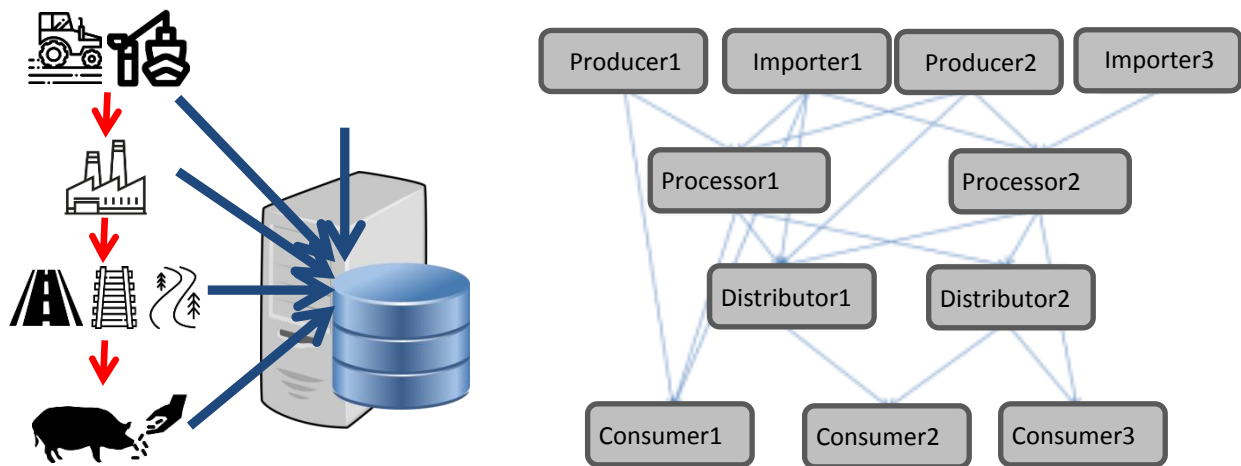 Producer1
Importer1
Producer2
Importer3
Processor1
Processor2
Distributor1
Distributor2
Consumer1
Consumer2
Consumer3